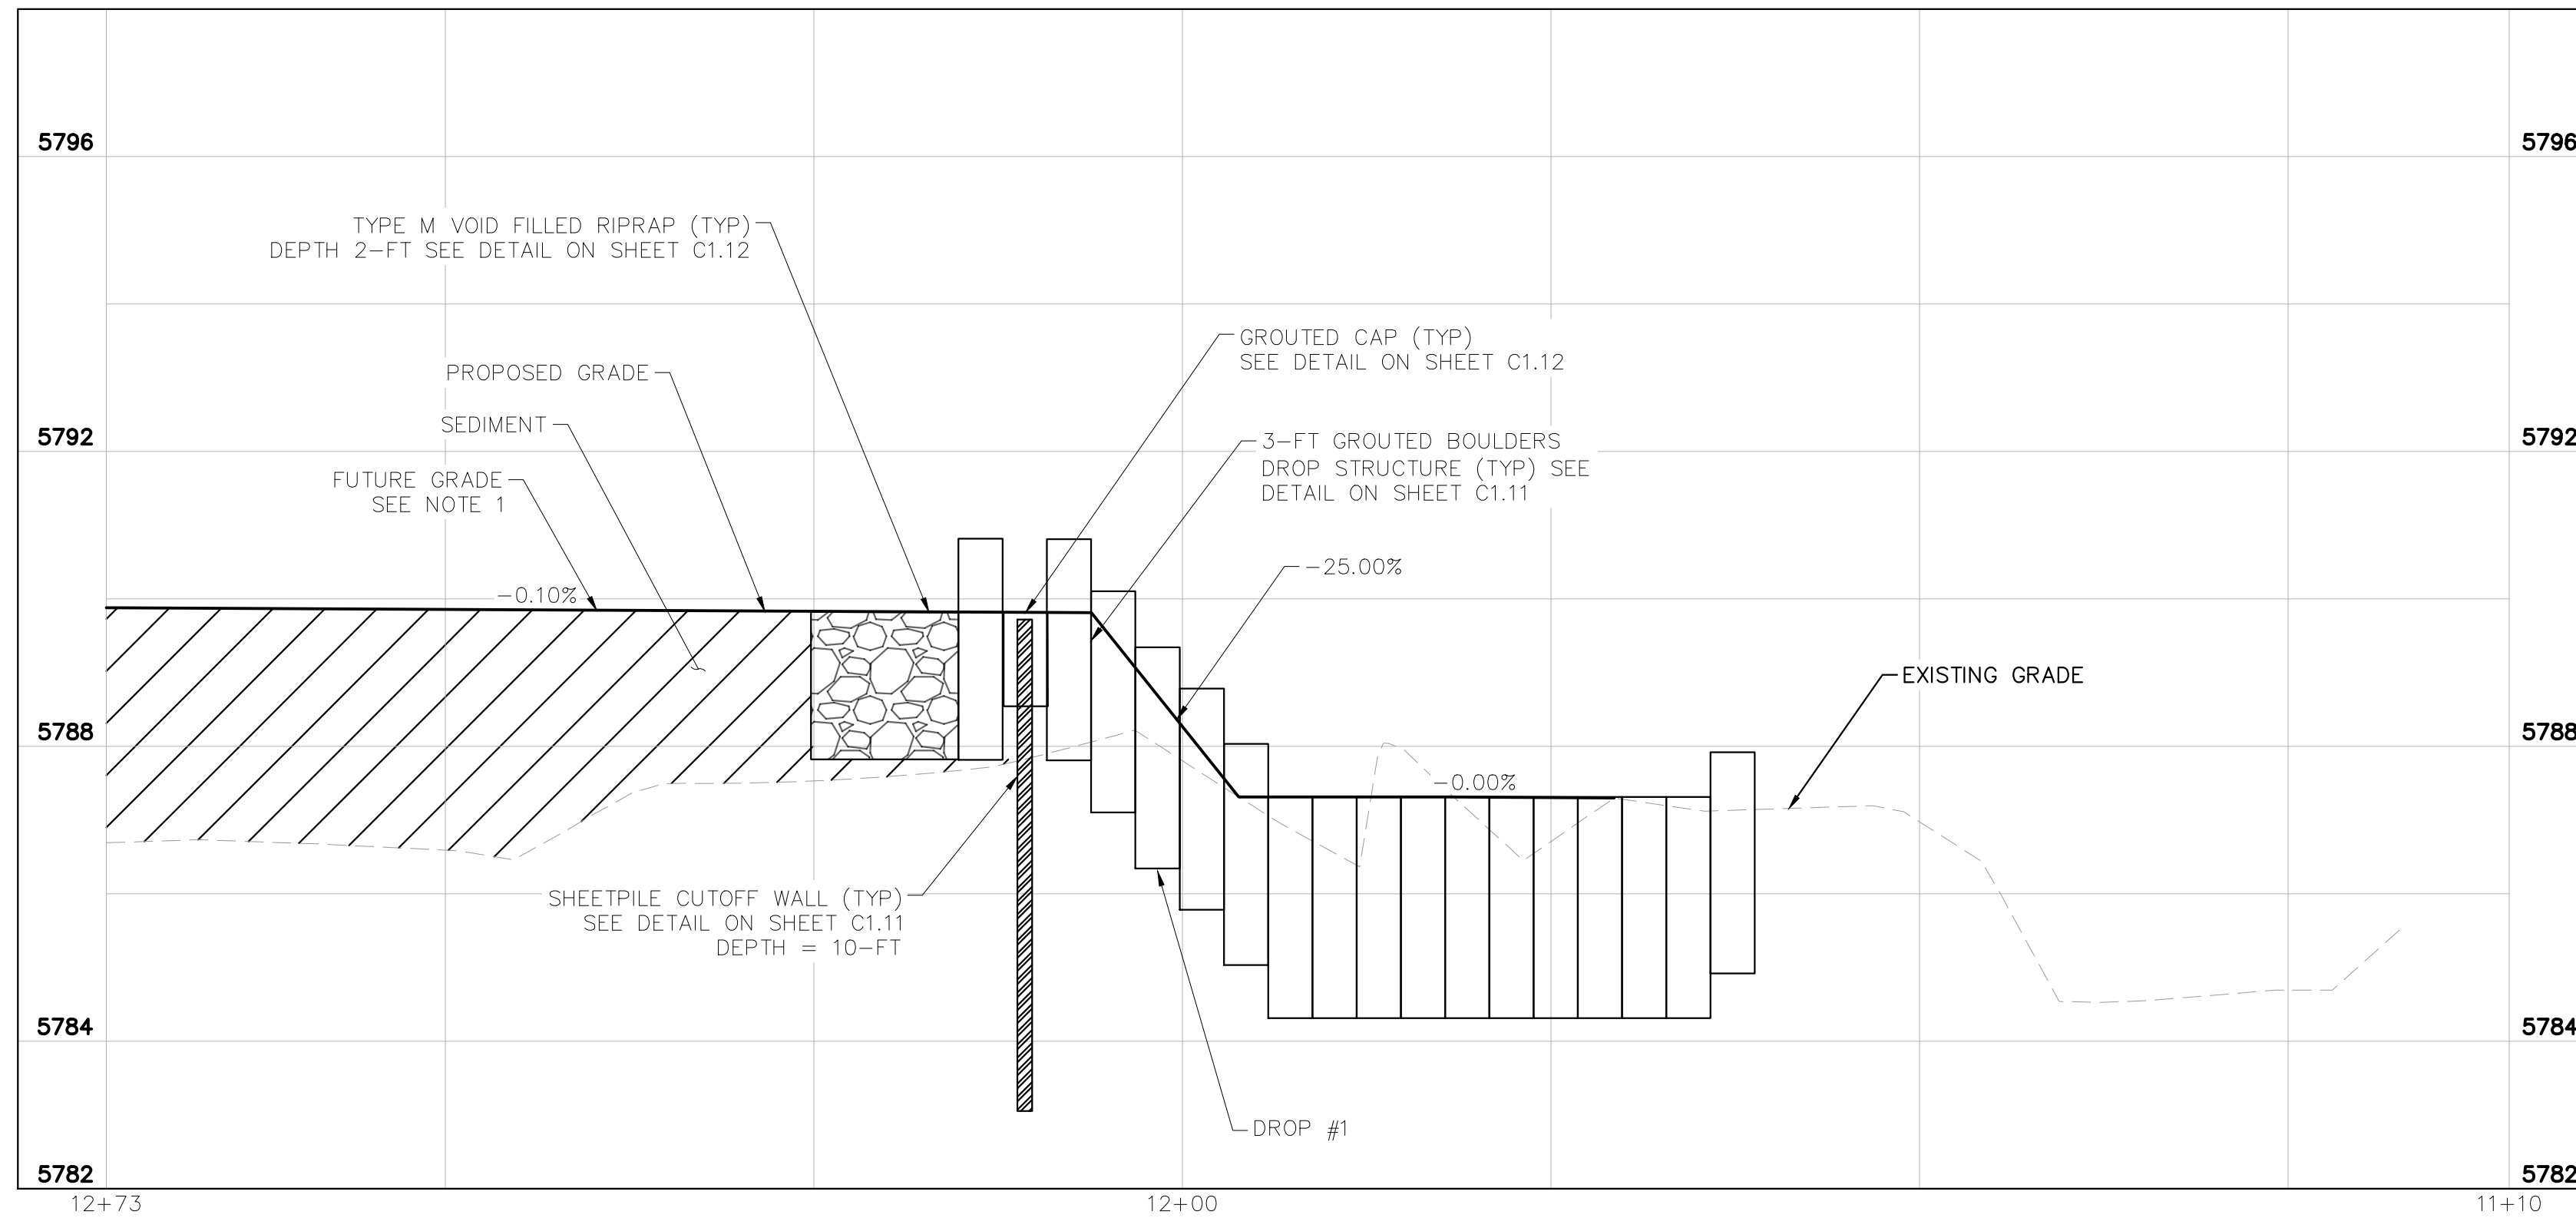 5796
5796
TYPE M VOID FILLED RIPRAP (TYP)
DEPTH 2-FT SEE DETAIL ON SHEET C1.12
GROUTED CAP (TYP)
SEE DETAIL ON SHEET C1.12
PROPOSED GRADE
SEDIMENT
5792
5792
3-FT GROUTED BOULDERS
DROP STRUCTURE (TYP) SEE
DETAIL ON SHEET C1.11
FUTURE GRADE
SEE NOTE 1
-25.00%
-0.10%
EXISTING GRADE
5788
5788
-0.00%
SHEETPILE CUTOFF WALL (TYP)
SEE DETAIL ON SHEET C1.11
DEPTH = 10-FT
5784
5784
DROP #1
5782
5782
12+73
12+00
11+10